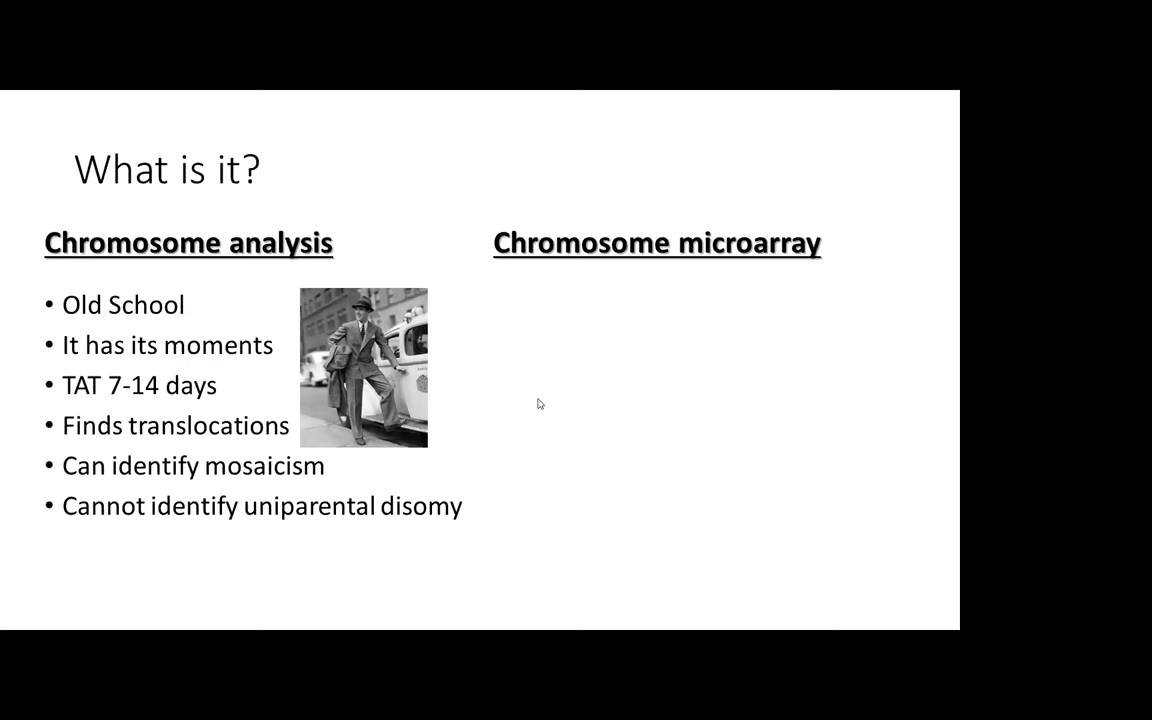 What is it?
Chromosome analysis
• Old School
• It has its moments
• TAT 7-14 days
• Finds translocations
• Can identify mosaicism
• Cannot identify uniparental disomy
Chromosome microarray